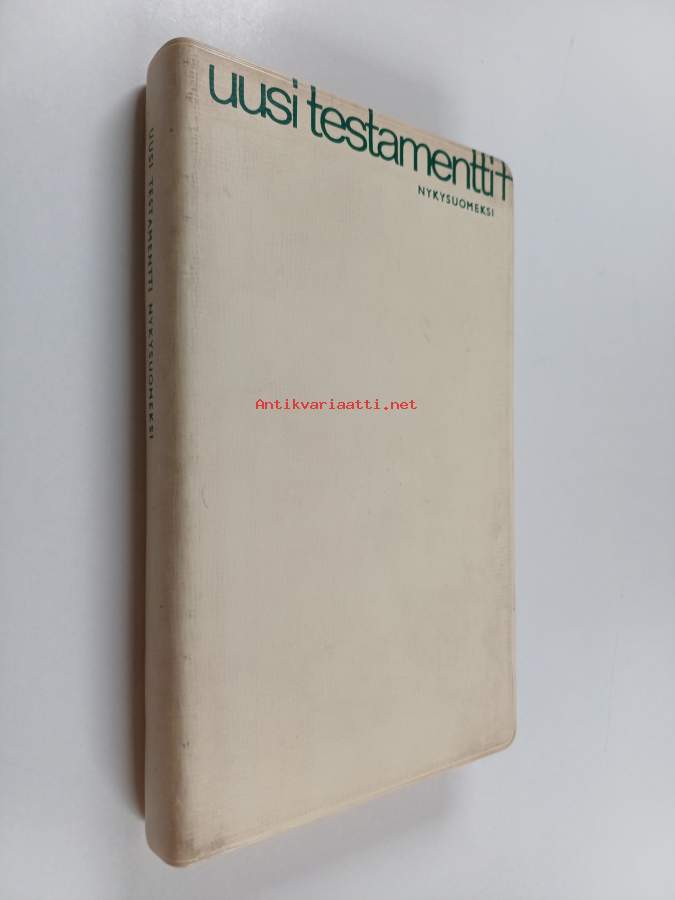 uusi testamentti†
NYKYSUOMEKSI
UUSI TESTAMENTTI NYKYSUOMEKSI
Antikvariaatti.net